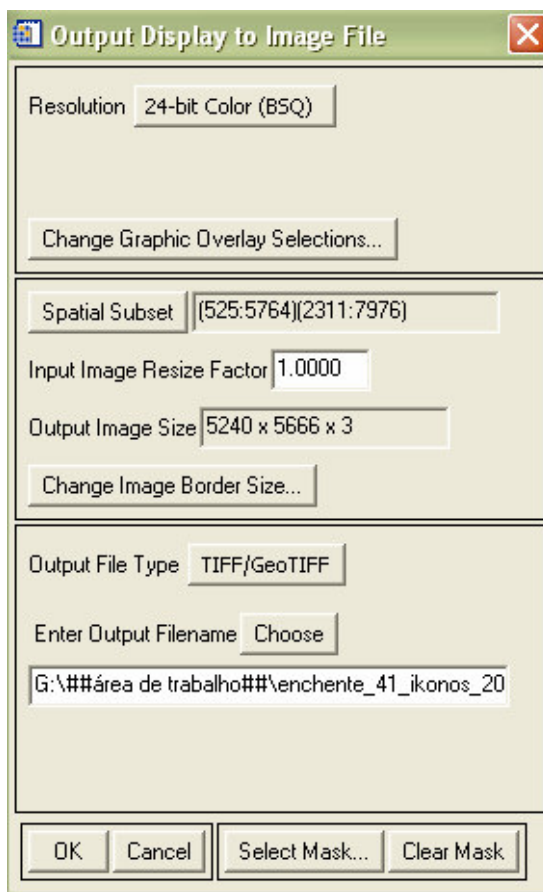 Output Display to Image File
Resolution 24-bit Color (BSQ)
Change Graphic Overlay Selections...
Spatial Subset (525:5764)(2311:7976)
Input Image Resize Factor 1.0000
Output Image Size 5240 x 5666 x 3
Change Image Border Size...
Output File Type TIFF/GeoTIFF
Enter Output Filename Choose
G:\##área de trabalho##\enchente_41_ikonos_20
OK Cancel Select Mask... Clear Mask